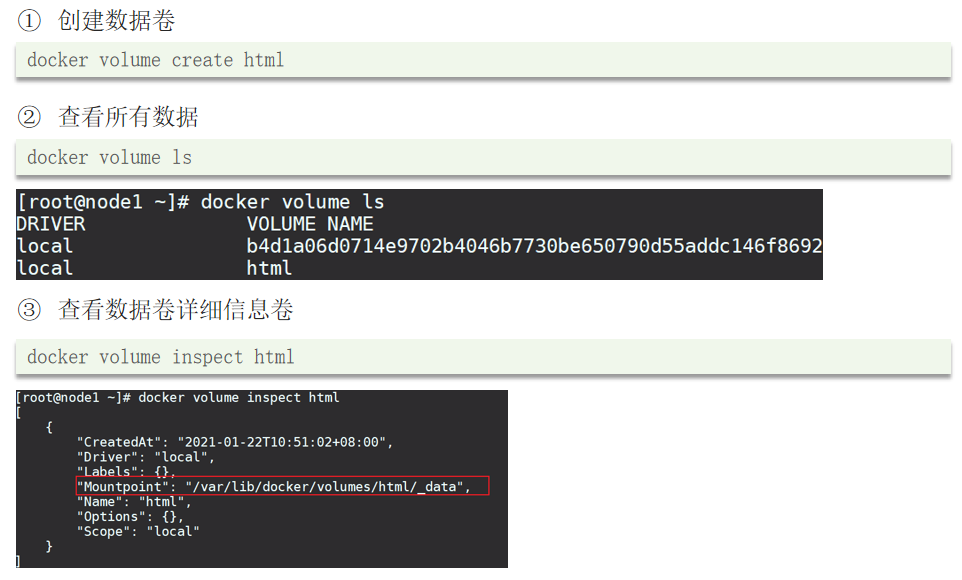 ① 创建数据卷
docker volume create html
② 查看所有数据
docker volume ls
[root@node1 ~]# docker volume ls
DRIVER VOLUME NAME
local b4d1a06d0714e9702b4046b7730be650790d55addc146f8692
local html
③ 查看数据卷详细信息卷
docker volume inspect html
[root@node1 ~]# docker volume inspect html
[
{
"CreatedAt": "2021-01-22T10:51:02+08:00",
"Driver": "local",
"Labels": {},
"Mountpoint": "/var/lib/docker/volumes/html/_data",
"Name": "html",
"Options": {},
"Scope": "local"
}
]